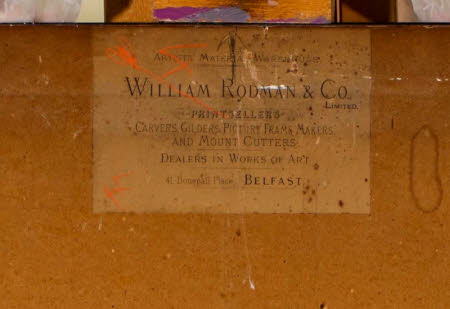 Artists' Material Warehouse
William Rodman & Co.
Limited.
Printsellers
Carvers, Gilders, Picture Frame Makers,
and Mount Cutters
Dealers in Works of Art
41 Donegall Place, Belfast.